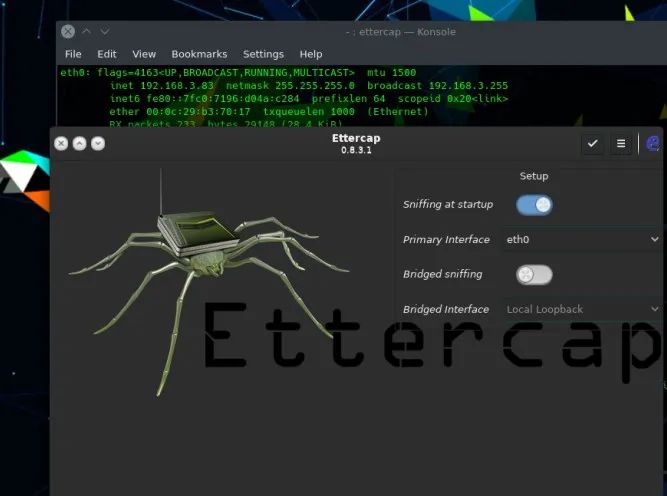 - : ettercap — Konsole
File Edit View Bookmarks Settings Help
eth0: flags=4163<UP,BROADCAST,RUNNING,MULTICAST> mtu 1500
inet 192.168.3.83 netmask 255.255.255.0 broadcast 192.168.3.255
inet6 fe80::7fc0:7196:d04a:c284 prefixlen 64 scopeid 0x20<link>
ether 00:0c:29:b3:70:17 txqueuelen 1000 (Ethernet)
RX packets 233 bytes 29148 (28.4 KiB)
Ettercap
0.8.3.1
Setup
Sniffing at startup
Primary Interface eth0
Bridged sniffing
Bridged Interface Local Loopback
Ettercap